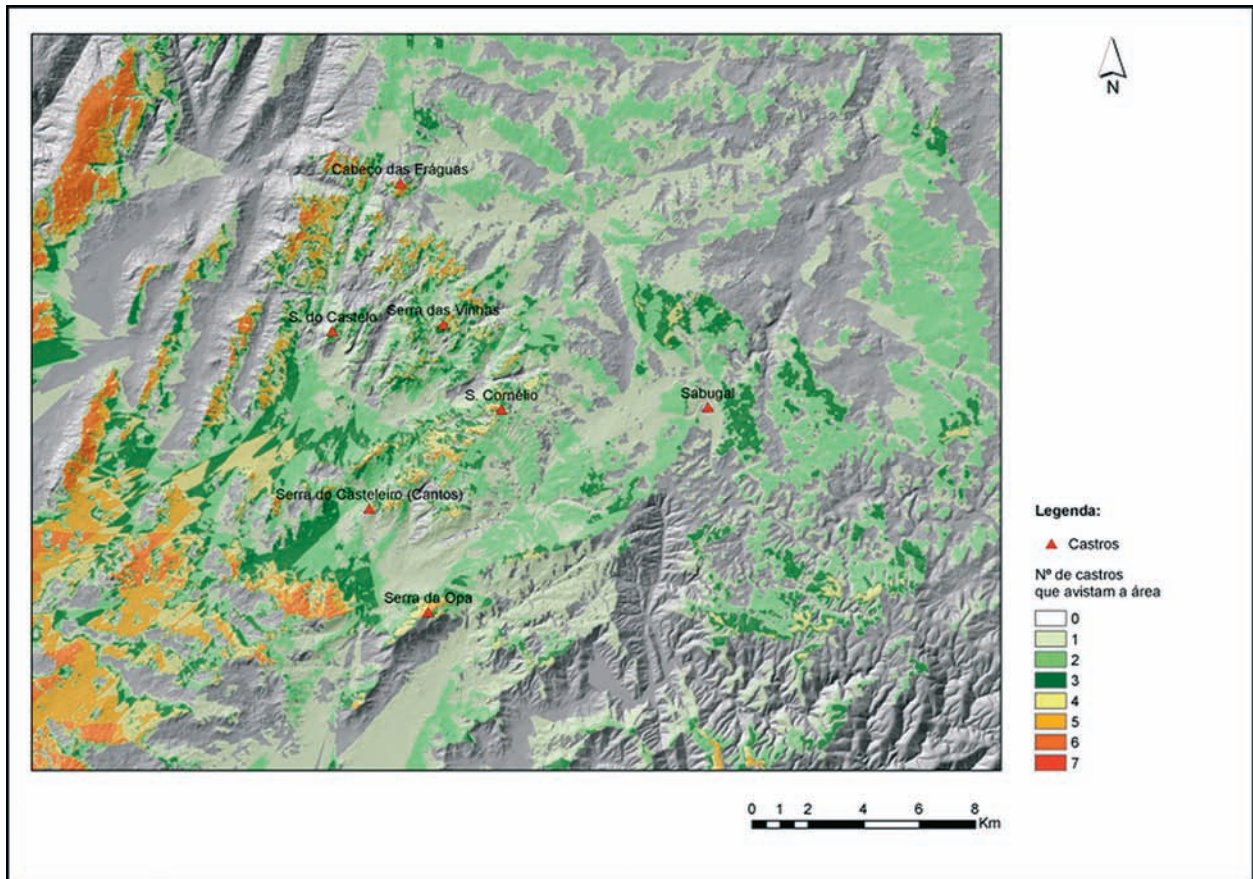 N
Cabeço das Fráguas
S. do Castelo
Serra das Vinhas
S. Cornélio
Sabugal
Serra do Casteleiro (Cantos)
Serra da Opa
Legenda:
Castros
Nº de castros
que avistam a área
0
1
2
3
4
5
6
7
0 1 2 4 6 8
Km